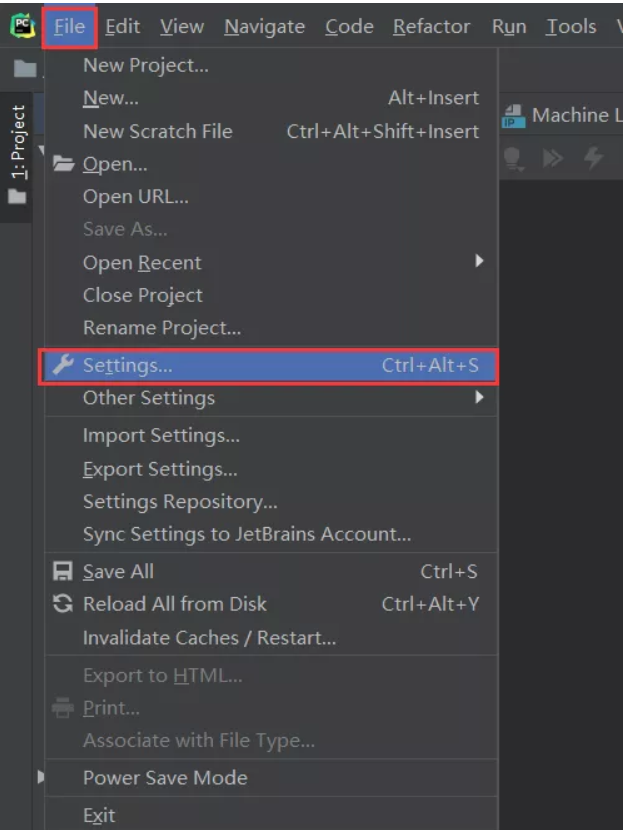 PC
File Edit View Navigate Code Refactor Run Tools
New Project...
New... Alt+Insert
1: Project
IP Machine L
New Scratch File Ctrl+Alt+Shift+Insert
Open...
Open URL...
Save As...
Open Recent
Close Project
Rename Project...
Settings... Ctrl+Alt+S
Other Settings
Import Settings...
Export Settings...
Settings Repository...
Sync Settings to JetBrains Account...
Save All Ctrl+S
Reload All from Disk Ctrl+Alt+Y
Invalidate Caches / Restart...
Export to HTML...
Print...
Associate with File Type...
Power Save Mode
Exit